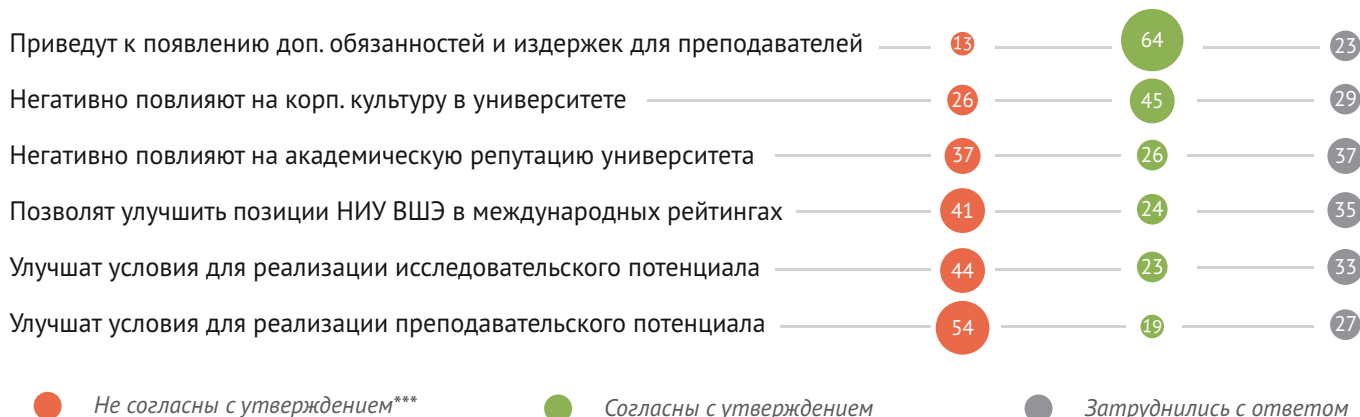 Приведут к появлению доп. обязанностей и издержек для преподавателей 13 64 23
Негативно повлияют на корп. культуру в университете 26 45 29
Негативно повлияют на академическую репутацию университета 37 26 37
Позволят улучшить позиции НИУ ВШЭ в международных рейтингах 41 24 35
Улучшат условия для реализации исследовательского потенциала 44 23 33
Улучшат условия для реализации преподавательского потенциала 54 19 27
Не согласны с утверждением*** Согласны с утверждением Затруднились с ответом